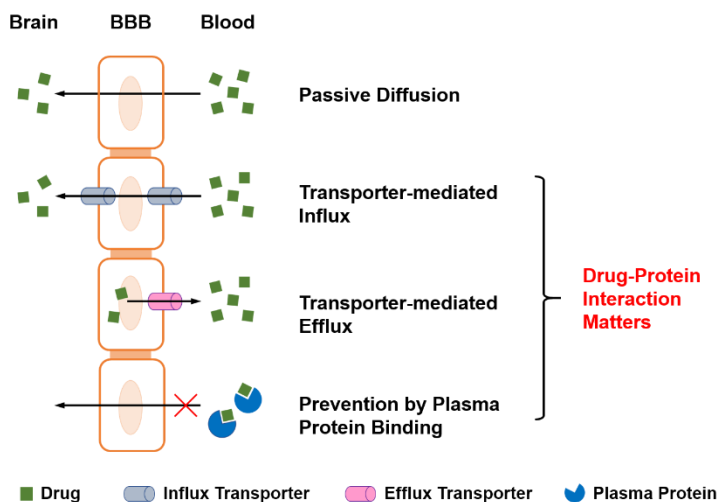 Brain BBB Blood
Passive Diffusion
Transporter-mediated
Influx
Transporter-mediated
Efflux
Drug-Protein
Interaction
Matters
Prevention by Plasma
Protein Binding
Drug Influx Transporter Efflux Transporter Plasma Protein